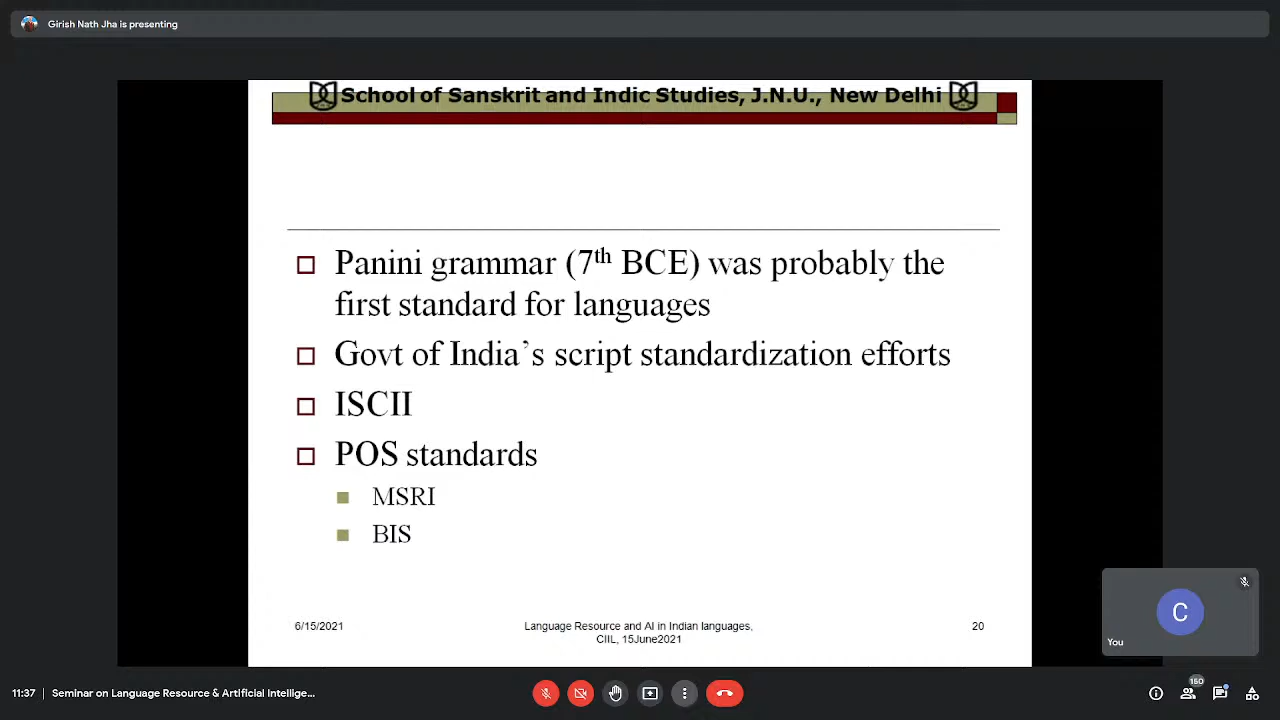 Girish Nath Jha is presenting
School of Sanskrit and Indic Studies, J.N.U., New Delhi
Panini grammar (7th BCE) was probably the
first standard for languages
Govt of India's script standardization efforts
ISCII
POS standards
MSRI
BIS
6/15/2021
Language Resource and AI in Indian languages,
CIIL, 15June2021
20
C
You
11:37 | Seminar on Language Resource & Artificial Intellige...
150